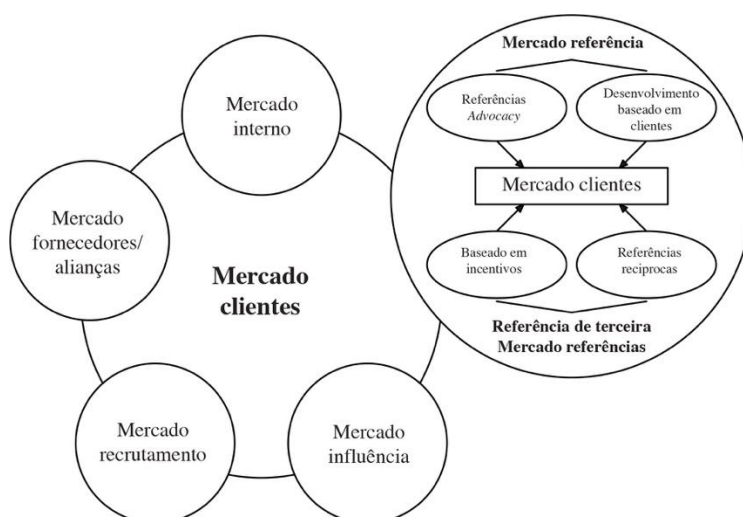 Mercado
interno
Mercado
fornecedores/
alianças
Mercado
clientes
Mercado
recrutamento
Mercado
influência
Mercado referência
Referências
Advocacy
Desenvolvimento
baseado em
clientes
Mercado clientes
Baseado em
incentivos
Referências
reciprocas
Referência de terceira
Mercado referências